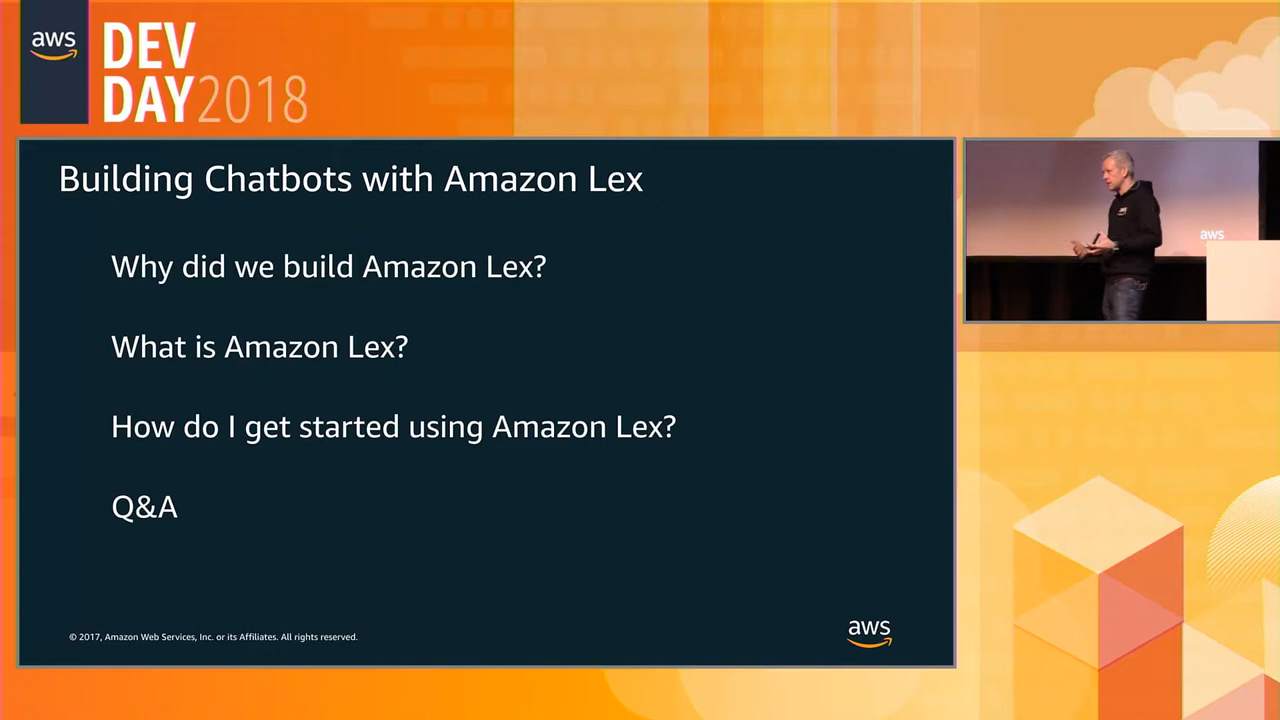 aws
DEV
DAY2018
Building Chatbots with Amazon Lex
Why did we build Amazon Lex?
What is Amazon Lex?
How do I get started using Amazon Lex?
Q&A
© 2017, Amazon Web Services, Inc. or its Affiliates. All rights reserved.
aws
aws